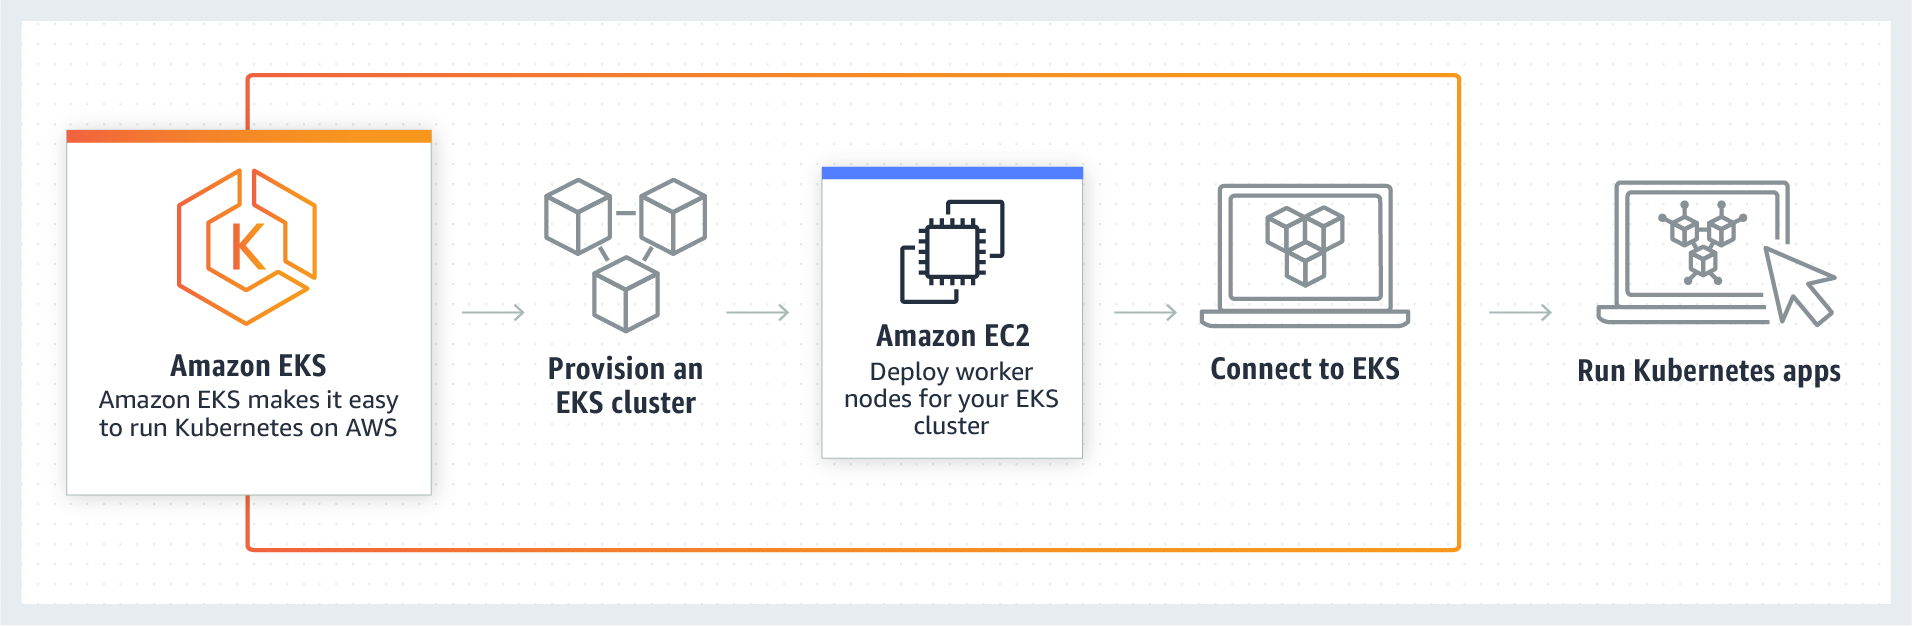 K
Amazon EKS
Amazon EKS makes it easy
to run Kubernetes on AWS
Provision an
EKS cluster
Amazon EC2
Deploy worker
nodes for your EKS
cluster
Connect to EKS
Run Kubernetes apps